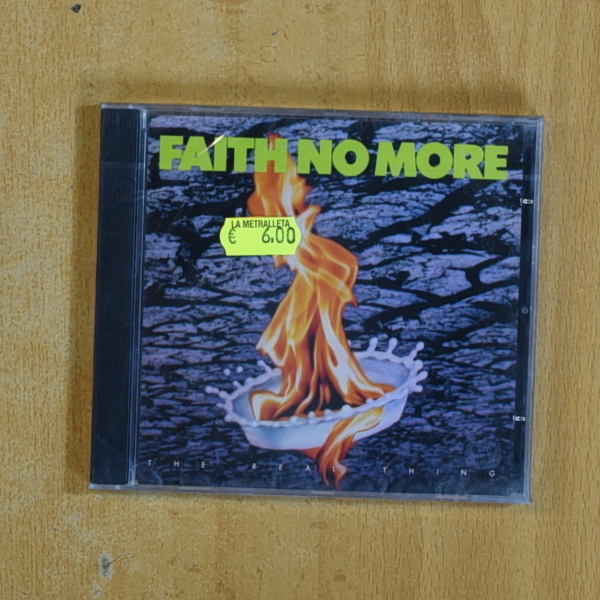 FAITH NO MORE
LA METRALLETA
€ 6.00
THE REAL THING